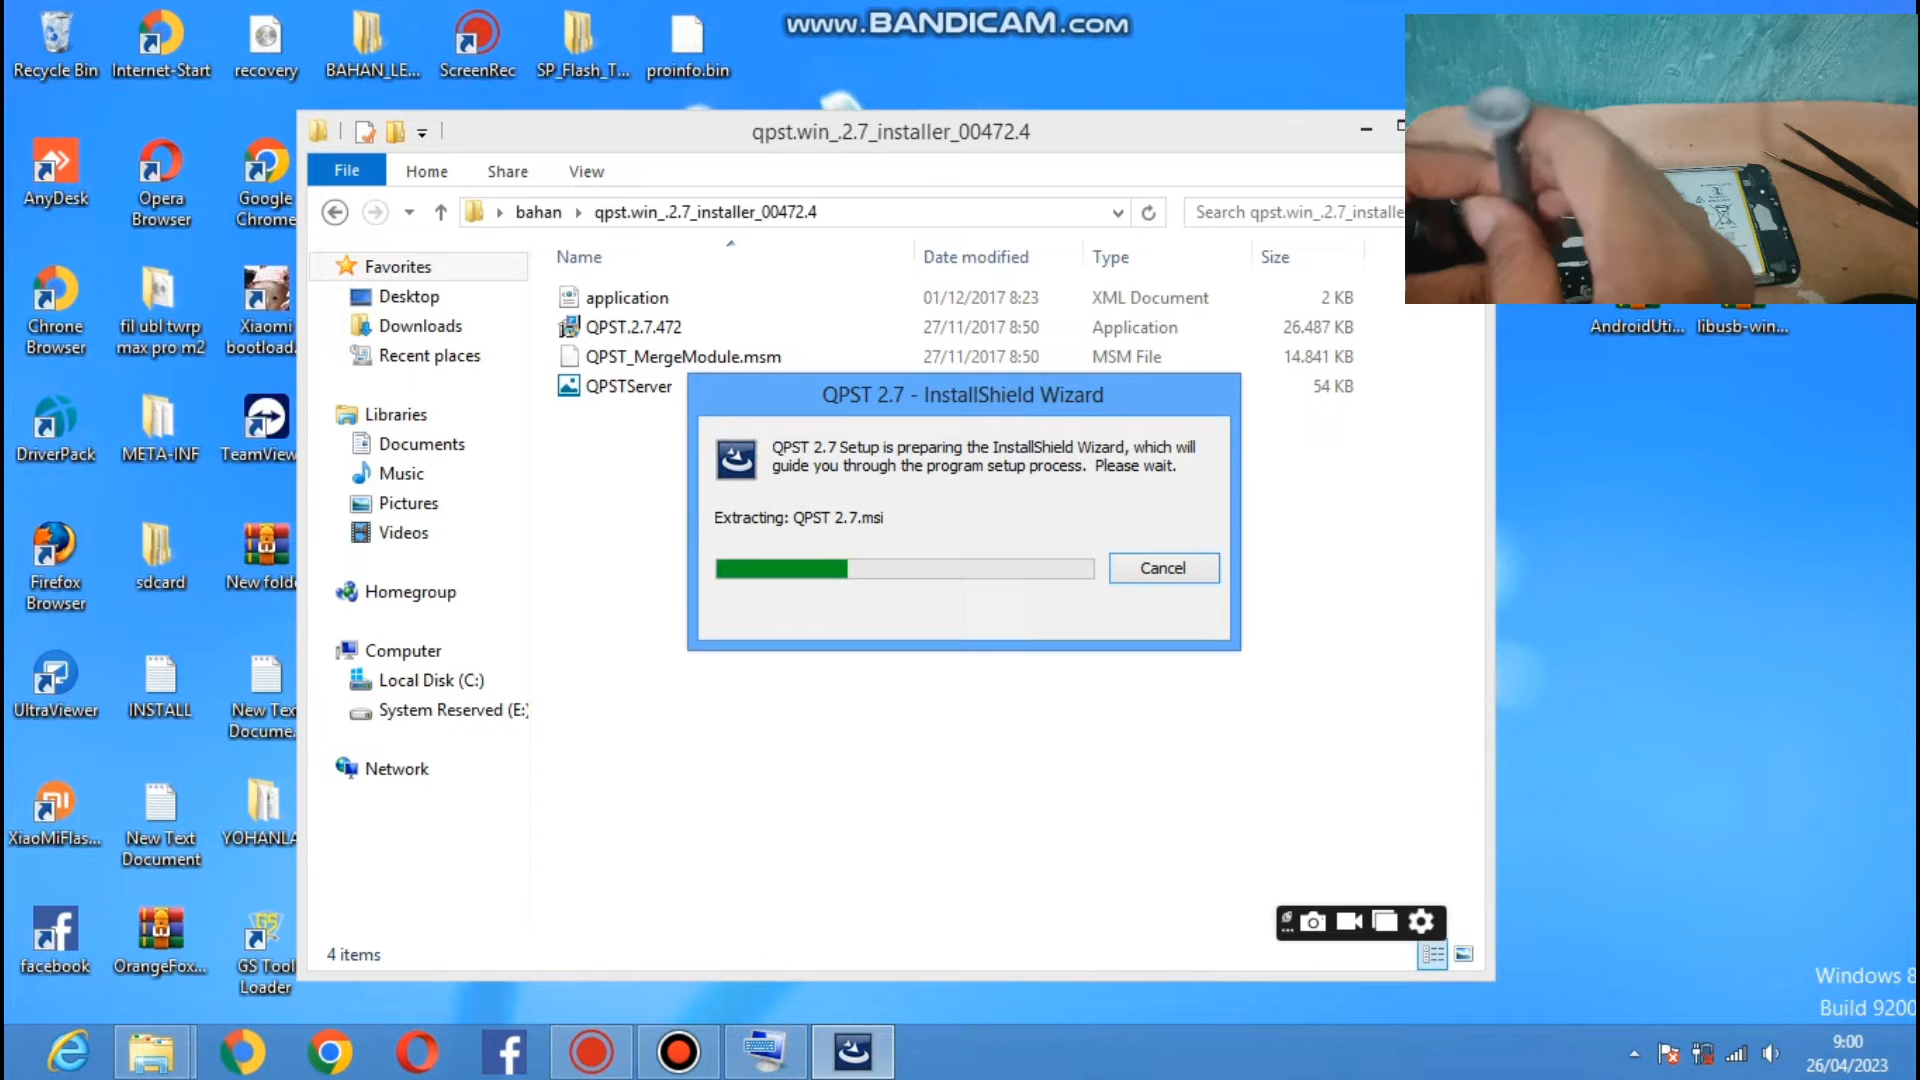 www.BANDICAM.com
Recycle Bin
Internet-Start
recovery
BAHAN_LE...
ScreenRec
SP_Flash_T...
proinfo.bin
AnyDesk
Opera
Browser
Google
Chrome
Chrone
Browser
fil ubl twrp
max pro m2
Xiaomi
bootload.
DriverPack
META-INF
TeamView
Firefox
Browser
sdcard
New fold
UltraViewer
INSTALL
New Tex
Docume.
XiaoMiFlas...
New Text
Document
YOHANLA
facebook
OrangeFox...
GS Tool
Loader
AndroidUti...
libusb-win...
qpst.win_.2.7_installer_00472.4
File
Home
Share
View
bahan
qpst.win_.2.7_installer_00472.4
Search qpst.win_.2.7_installe
Name
Date modified
Type
Size
application
01/12/2017 8:23
XML Document
2 KB
QPST.2.7.472
27/11/2017 8:50
Application
26.487 KB
QPST_MergeModule.msm
27/11/2017 8:50
MSM File
14.841 KB
QPSTServer
54 KB
Favorites
Desktop
Downloads
Recent places
Libraries
Documents
Music
Pictures
Videos
Homegroup
Computer
Local Disk (C:)
System Reserved (E:)
Network
QPST 2.7 - InstallShield Wizard
QPST 2.7 Setup is preparing the InstallShield Wizard, which will
guide you through the program setup process. Please wait.
Extracting: QPST 2.7.msi
Cancel
4 items
Windows 8
Build 9200
9:00
26/04/2023